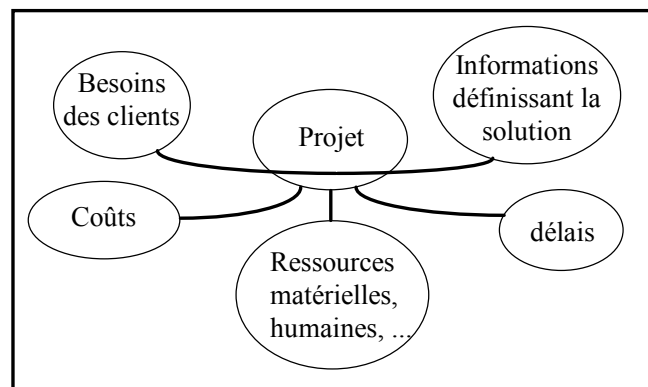 Besoins
des clients
Projet
Informations
définissant la
solution
Coûts
Ressources
matérielles,
humaines, ...
délais